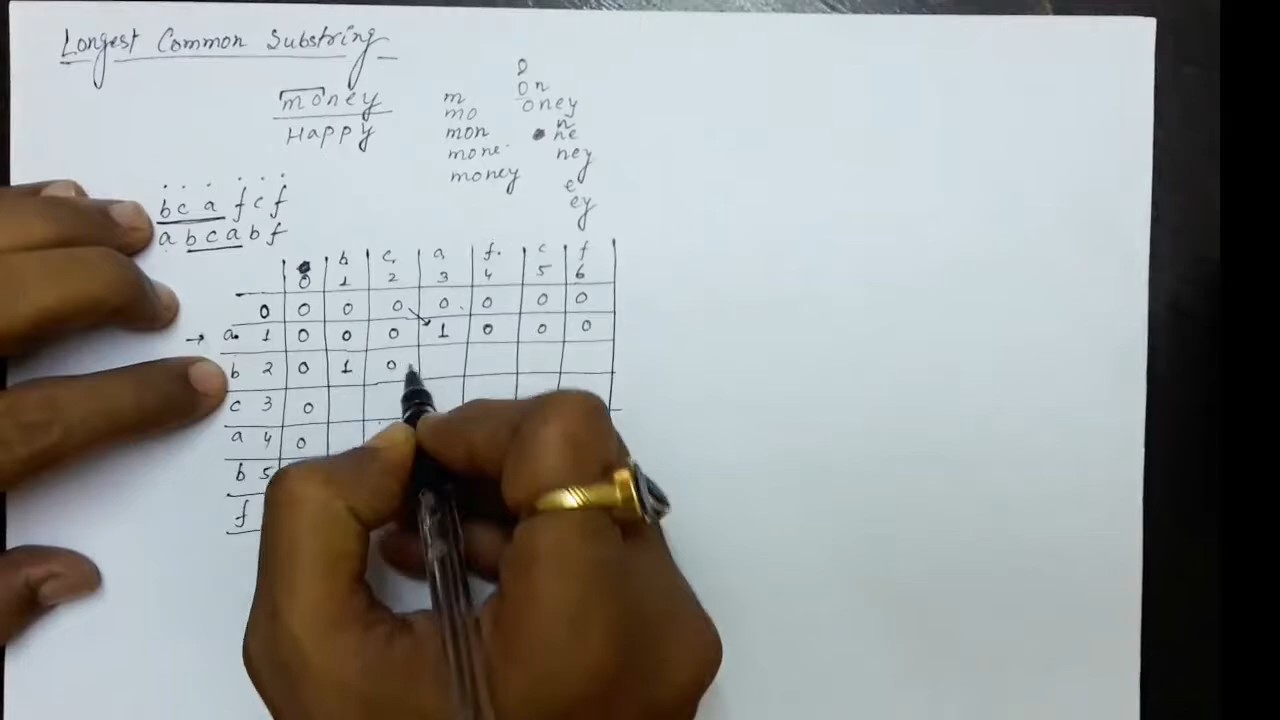 Longest Common Substring
money
Happy
m
mo
mon
mone
money
o
on
oney
n
ne
ney
e
ey
b c a f c f
a b c a b f
b c a f c f
0 1 2 3 4 5 6
0 0 0 0 0 0 0 0
→ a 1 0 0 0 1 0 0 0
b 2 0 1 0
c 3 0
a 4 0
b 5
f